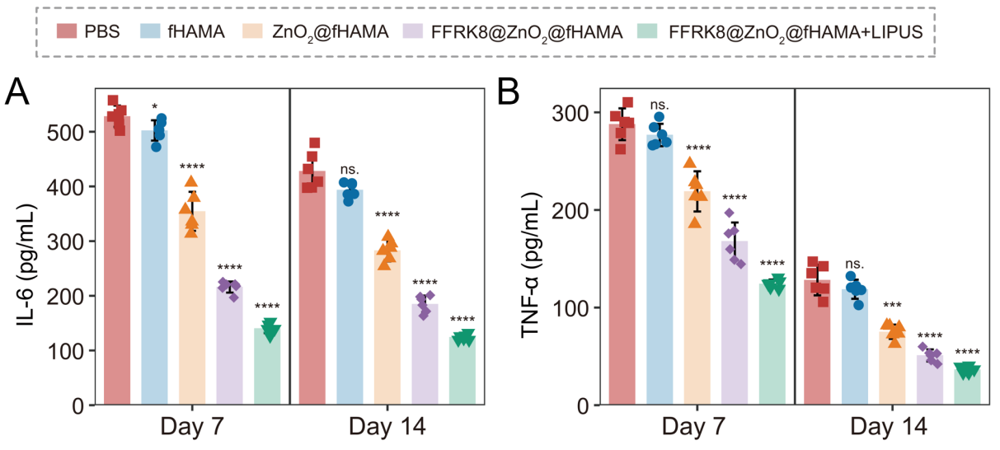 PBS fHAMA ZnO₂@fHAMA FFRK8@ZnO₂@fHAMA FFRK8@ZnO₂@fHAMA+LIPUS
A
IL-6 (pg/mL)
500
400
300
200
100
0
*
****
****
****
ns.
****
****
****
Day 7 Day 14
B
TNF-α (pg/mL)
300
200
100
0
ns.
****
****
****
ns.
***
****
****
Day 7 Day 14